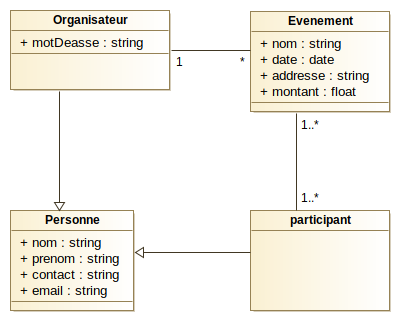 Organisateur
+ motDeasse : string
Evenement
+ nom : string
+ date : date
+ addresse : string
+ montant : float
1
*
1..*
1..*
Personne
+ nom : string
+ prenom : string
+ contact : string
+ email : string
participant